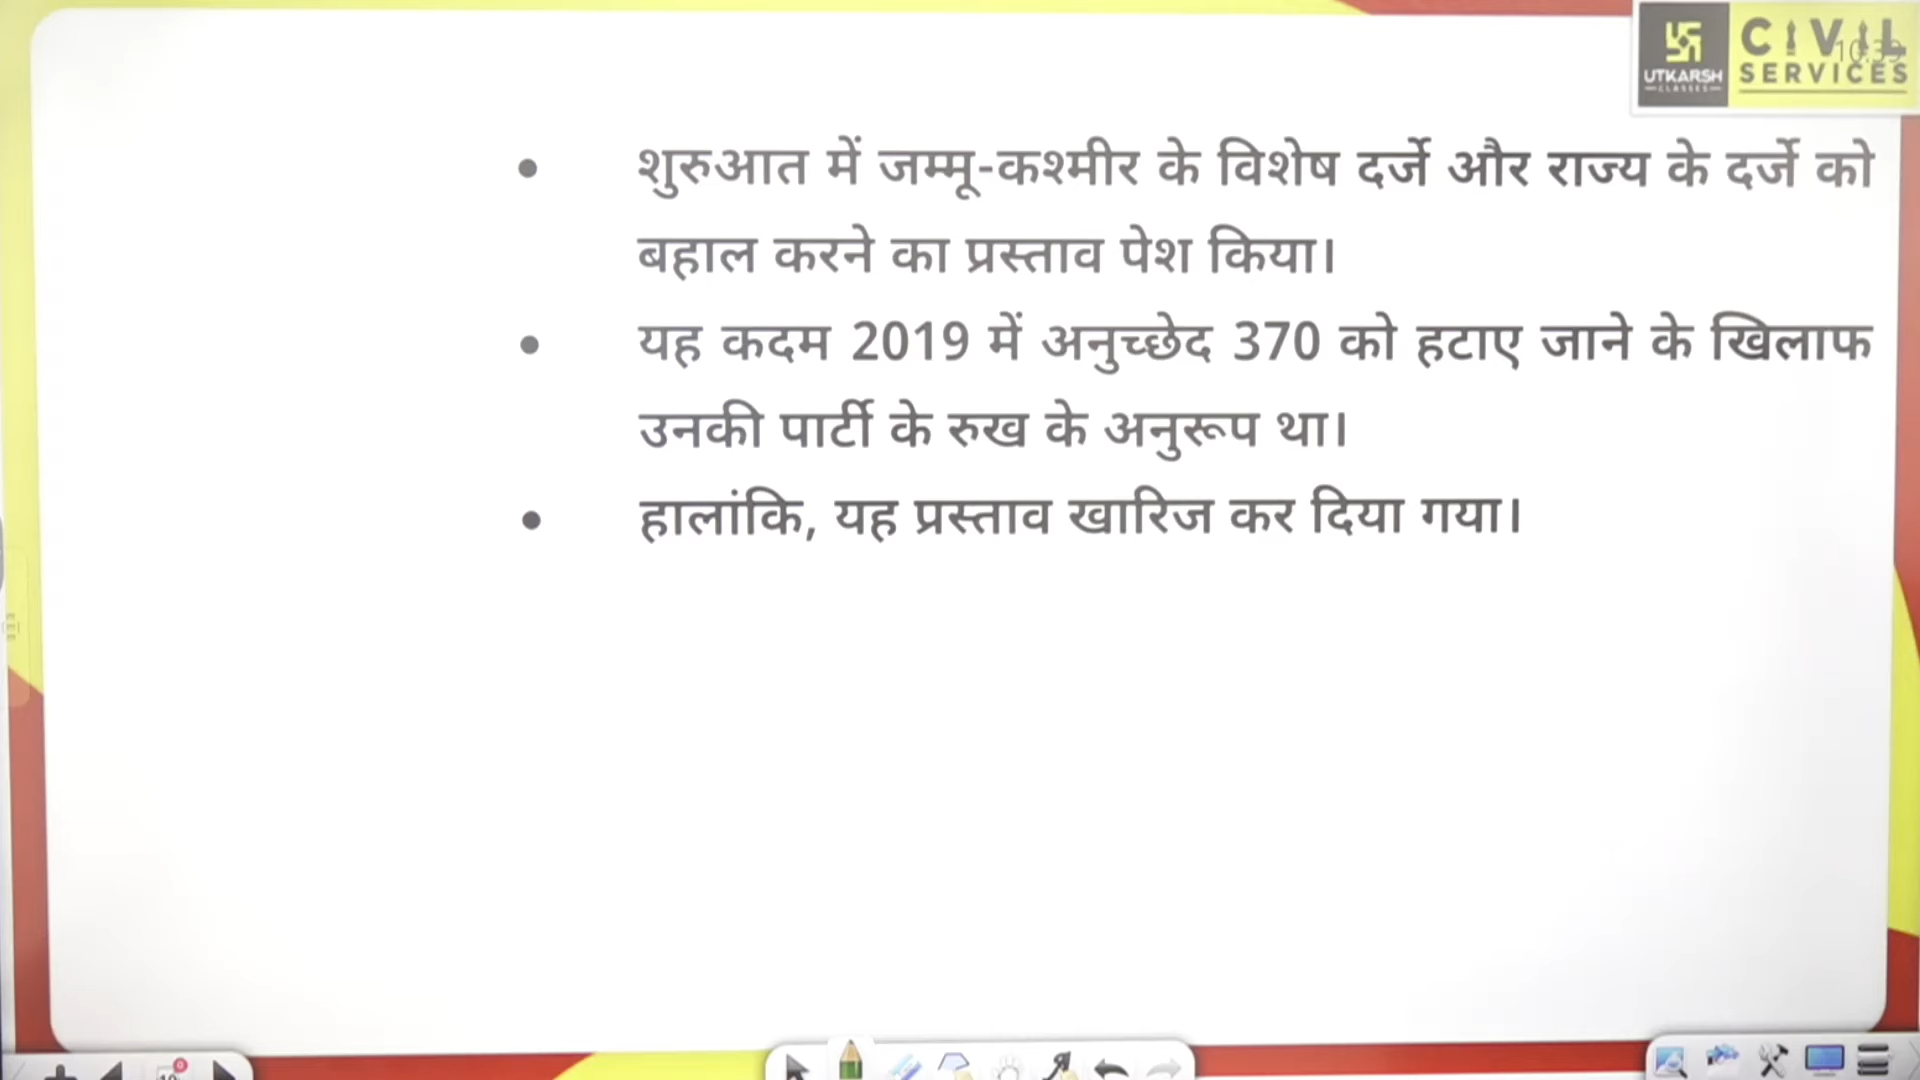 UTKARSH
CLASSES
CIVIL
SERVICES
• शुरुआत में जम्मू-कश्मीर के विशेष दर्जे और राज्य के दर्जे को
बहाल करने का प्रस्ताव पेश किया।
• यह कदम 2019 में अनुच्छेद 370 को हटाए जाने के खिलाफ
उनकी पार्टी के रुख के अनुरूप था।
• हालांकि, यह प्रस्ताव खारिज कर दिया गया।